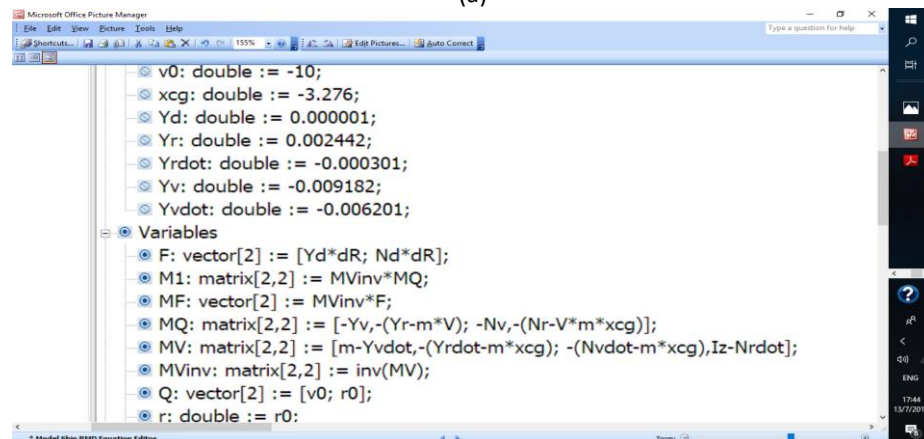 (a)
Microsoft Office Picture Manager
File Edit View Picture Tools Help
Type a question for help
Shortcuts... 155% Edit Pictures... Auto Correct
v0: double := -10;
xcg: double := -3.276;
Yd: double := 0.000001;
Yr: double := 0.002442;
Yrdot: double := -0.000301;
Yv: double := -0.009182;
Yvdot: double := -0.006201;
Variables
F: vector[2] := [Yd*dR; Nd*dR];
M1: matrix[2,2] := MVinv*MQ;
MF: vector[2] := MVinv*F;
MQ: matrix[2,2] := [-Yv,-(Yr-m*V); -Nv,-(Nr-V*m*xcg)];
MV: matrix[2,2] := [m-Yvdot,-(Yrdot-m*xcg); -(Nvdot-m*xcg),Iz-Nrdot];
MVinv: matrix[2,2] := inv(MV);
Q: vector[2] := [v0; r0];
r: double := r0;
ENG
17:44
13/7/201